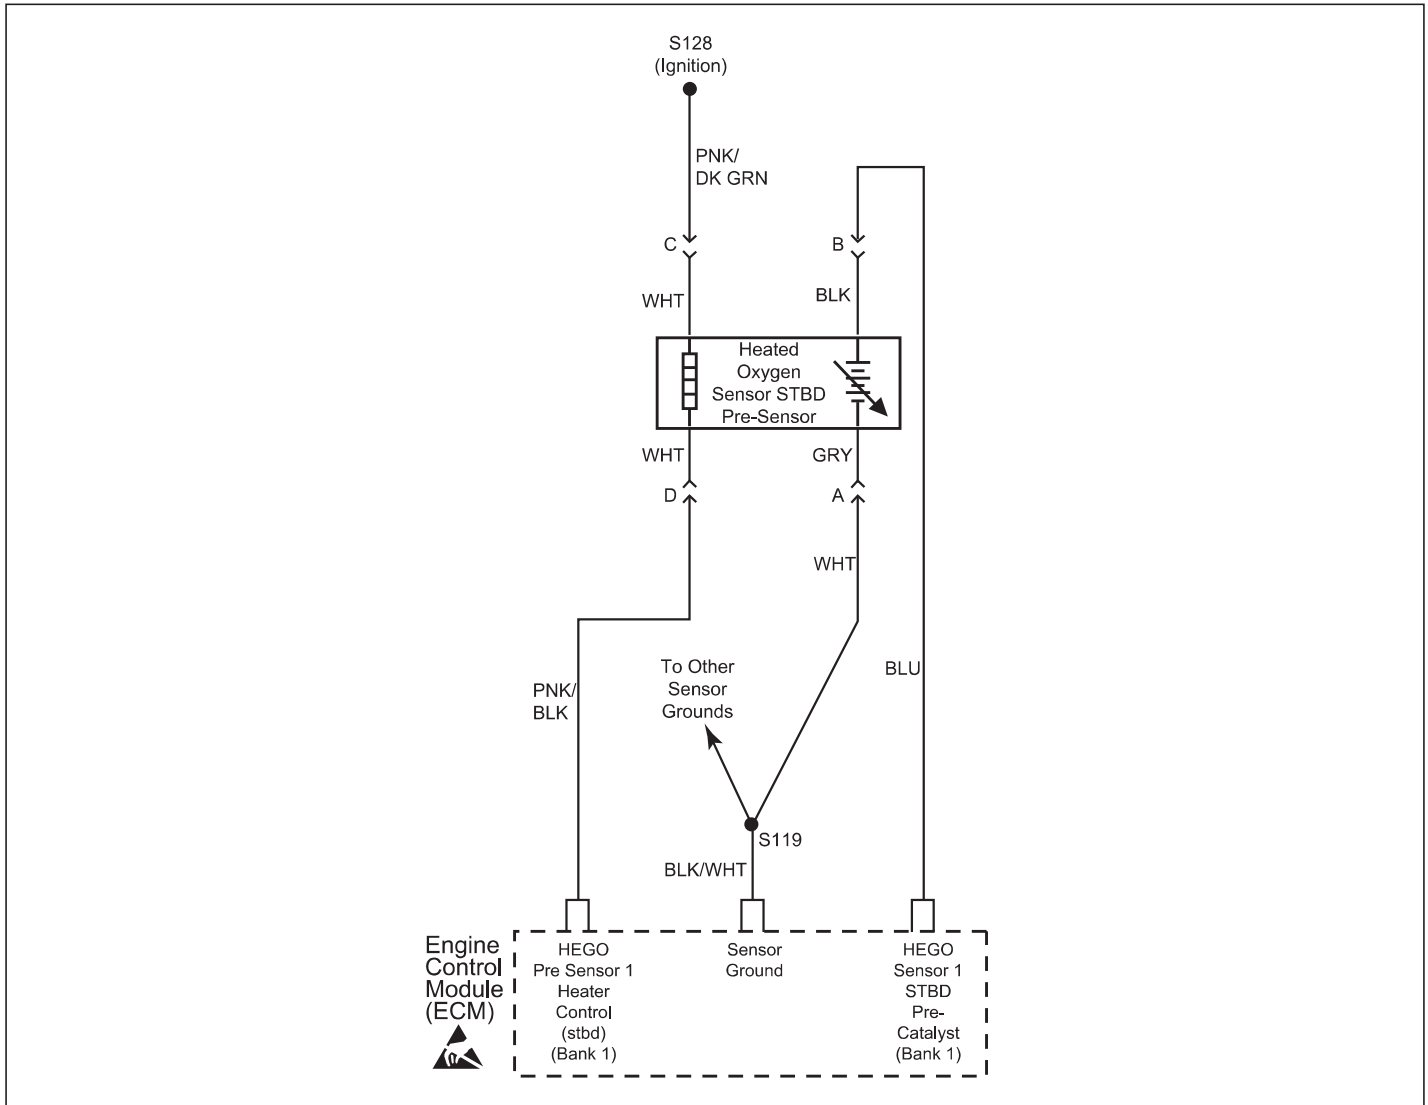 S128
(Ignition)
PNK/
DK GRN
C
B
WHT
BLK
Heated
Oxygen
Sensor STBD
Pre-Sensor
WHT
GRY
D
A
WHT
To Other
Sensor
Grounds
BLU
PNK/
BLK
S119
BLK/WHT
Engine
Control
Module
(ECM)
HEGO
Pre Sensor 1
Heater
Control
(stbd)
(Bank 1)
Sensor
Ground
HEGO
Sensor 1
STBD
Pre-
Catalyst
(Bank 1)